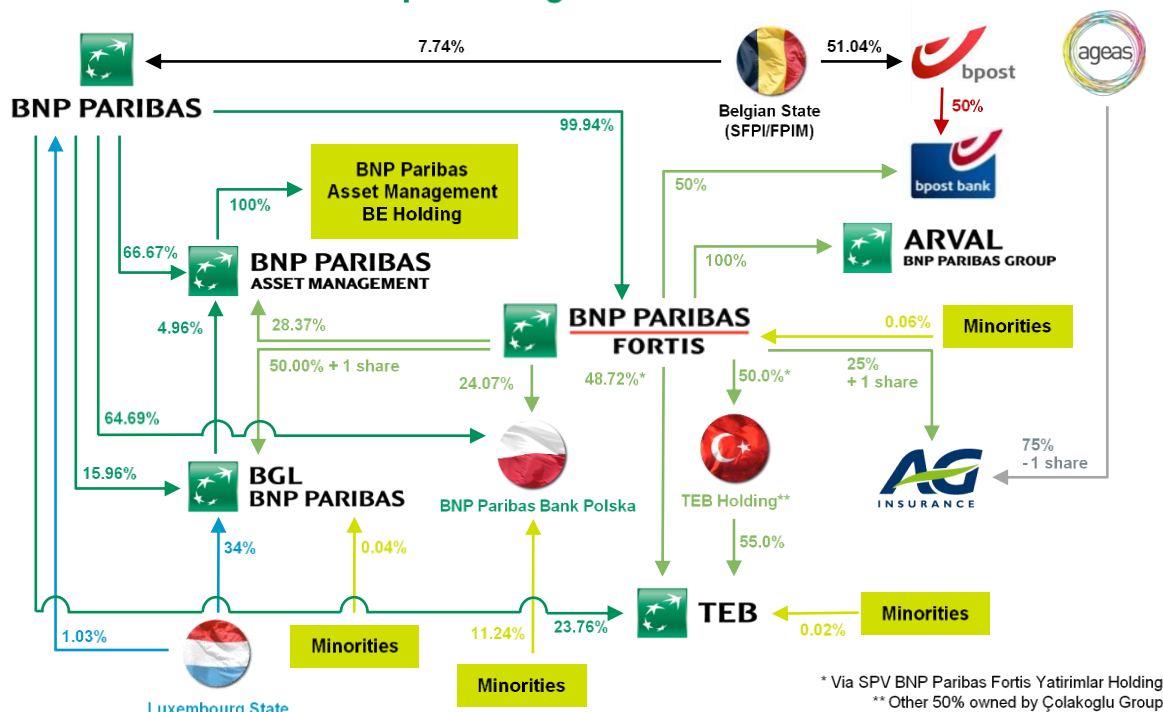 7.74%
51.04%
bpost
ageas
BNP PARIBAS
Belgian State
(SFPI/FPIM)
50%
99.94%
BNP Paribas
Asset Management
BE Holding
100%
50%
bpost bank
66.67%
BNP PARIBAS
ASSET MANAGEMENT
100%
ARVAL
BNP PARIBAS GROUP
4.96%
28.37%
BNP PARIBAS
FORTIS
0.06%
Minorities
50.00% + 1 share
24.07%
48.72%*
50.0%*
25%
+ 1 share
64.69%
75%
- 1 share
15.96%
BGL
BNP PARIBAS
BNP Paribas Bank Polska
TEB Holding**
AG
INSURANCE
34%
0.04%
55.0%
1.03%
Minorities
11.24%
23.76%
TEB
0.02%
Minorities
Minorities
Luxembourg State
* Via SPV BNP Paribas Fortis Yatirimlar Holding
** Other 50% owned by Çolakoglu Group